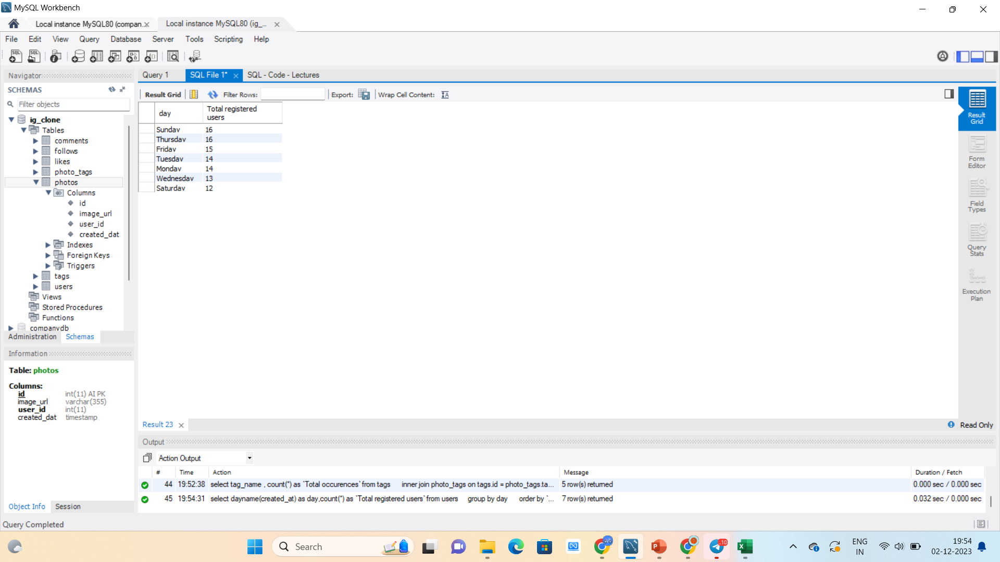 MySQL Workbench
Local instance MySQL80 (compan.
Local instance MySQL80 (ig_...
File Edit View Query Database Server Tools Scripting Help
Navigator
SCHEMAS
Filter objects
ig_clone
Tables
comments
follows
likes
photo_tags
photos
Columns
id
image_url
user_id
created_dat
Indexes
Foreign Keys
Triggers
tags
users
Views
Stored Procedures
Functions
companydb
Administration Schemas
Information
Table: photos
Columns:
id int(11) AI PK
image_url varchar(355)
user_id int(11)
created_dat timestamp
Object Info Session
Query Completed
Query 1 SQL File 1* SQL - Code - Lectures
Result Grid Filter Rows: Export: Wrap Cell Content: IA
day Total registered
users
Sunday 16
Thursday 16
Friday 15
Tuesday 14
Monday 14
Wednesday 13
Saturday 12
Result
Grid
Form
Editor
Field
Types
Query
Stats
Execution
Plan
Result 23
Read Only
Output
Action Output
# Time Action Message Duration / Fetch
44 19:52:38 select tag_name , count(*) as `Total occurences` from tags inner join photo_tags on tags.id = photo_tags.ta... 5 row(s) returned 0.000 sec / 0.000 sec
45 19:54:31 select dayname(created_at) as day,count(*) as `Total registered users` from users group by day order by `... 7 row(s) returned 0.032 sec / 0.000 sec
Search
ENG
IN
19:54
02-12-2023